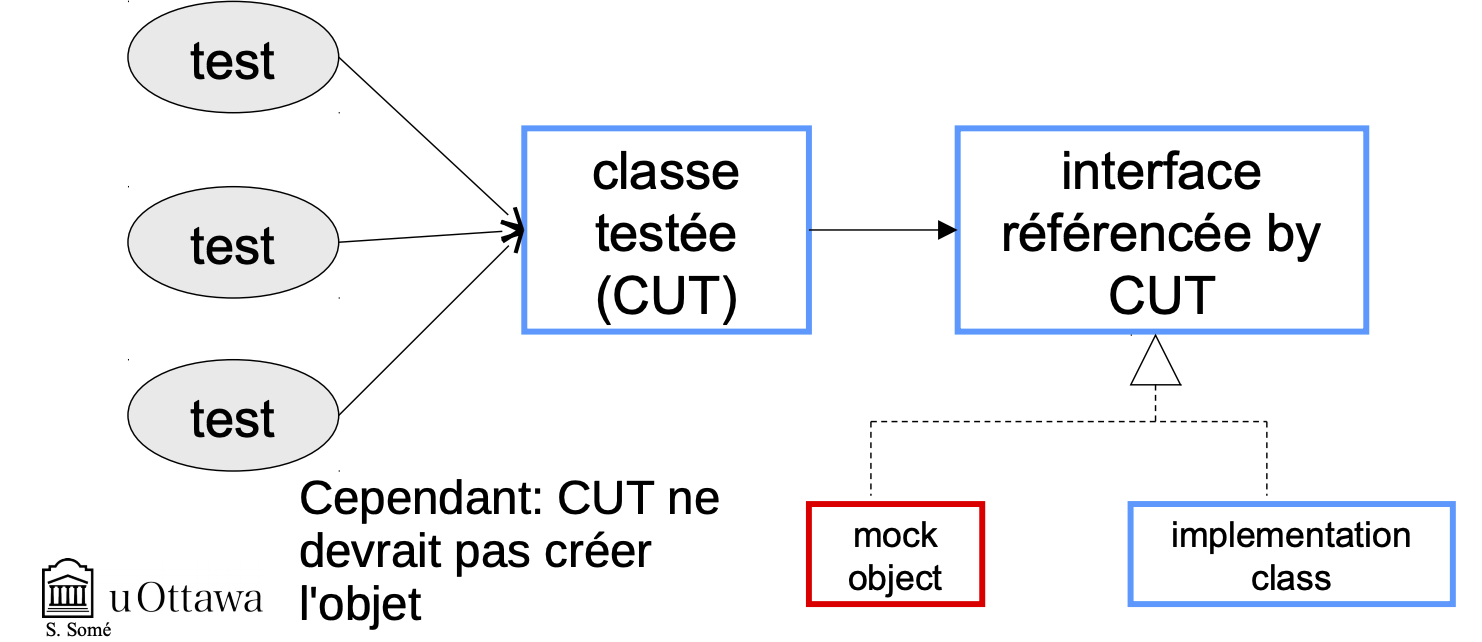 test
test
test
classe
testée
(CUT)
interface
référencée by
CUT
mock
object
implementation
class
Cependant: CUT ne
devrait pas créer
l'objet
uOttawa
S. Somé